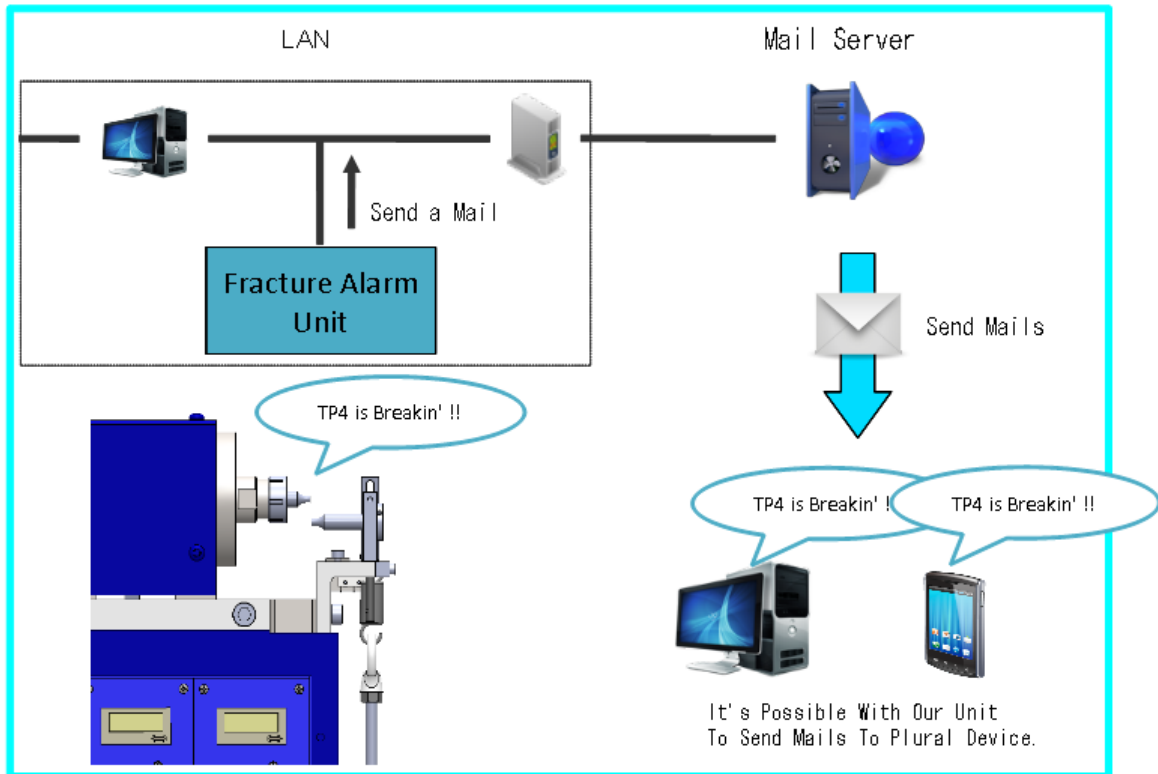 LAN
Mail Server
Send a Mail
Fracture Alarm
Unit
Send Mails
TP4 is Breakin' !!
TP4 is Breakin' !
TP4 is Breakin' !!
It's Possible With Our Unit
To Send Mails To Plural Device.